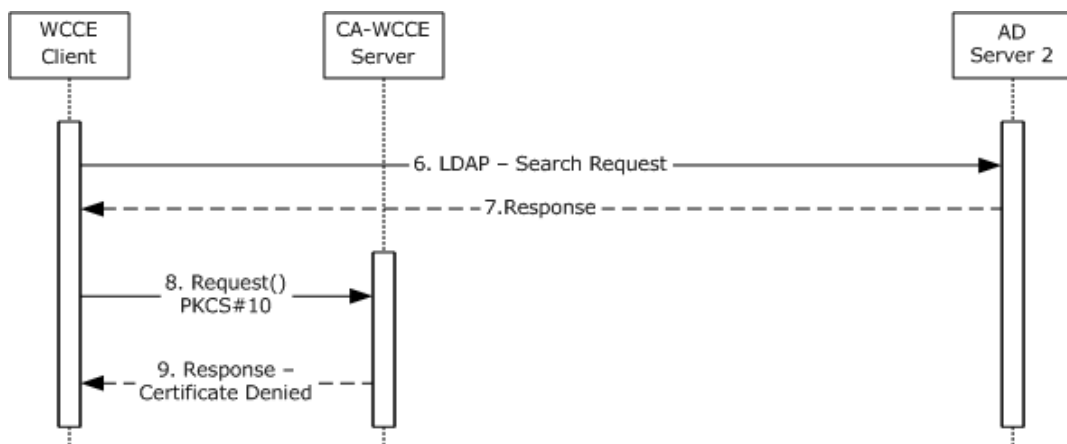 WCCE
Client
CA-WCCE
Server
AD
Server 2
6. LDAP – Search Request
7.Response
8. Request()
PKCS#10
9. Response –
Certificate Denied